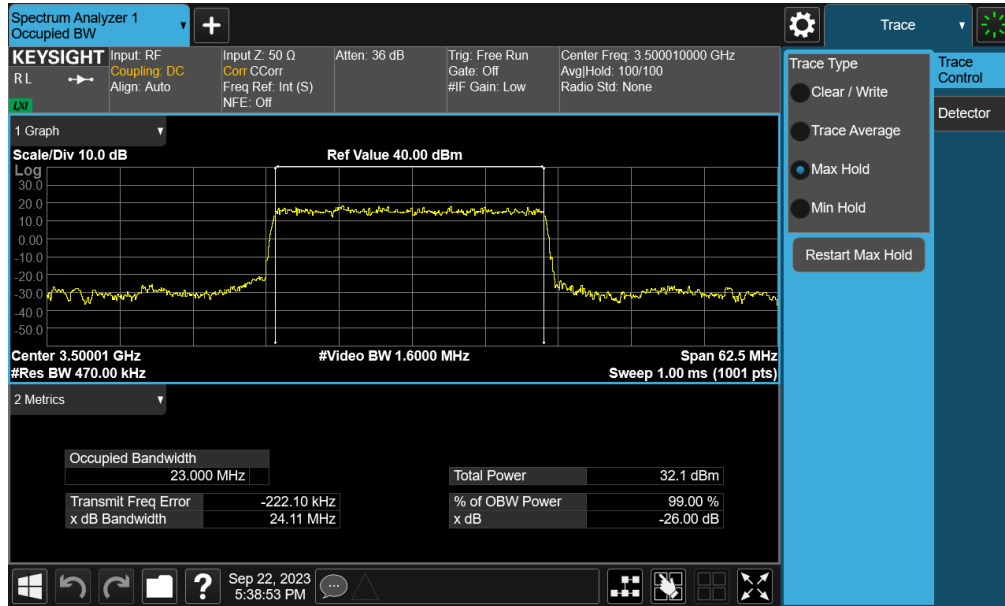 Spectrum Analyzer 1
Occupied BW
+
Trace
KEYSIGHT
R L
LXI
Input: RF
Coupling: DC
Align: Auto
Input Z: 50 Ω
Corr CCorr
Freq Ref: Int (S)
NFE: Off
Atten: 36 dB
Trig: Free Run
Gate: Off
#IF Gain: Low
Center Freq: 3.500010000 GHz
Avg|Hold: 100/100
Radio Std: None
1 Graph
Scale/Div 10.0 dB
Ref Value 40.00 dBm
Log
30.0
20.0
10.0
0.00
-10.0
-20.0
-30.0
-40.0
-50.0
Center 3.50001 GHz
#Video BW 1.6000 MHz
Span 62.5 MHz
#Res BW 470.00 kHz
Sweep 1.00 ms (1001 pts)
2 Metrics
Occupied Bandwidth
23.000 MHz
Total Power 32.1 dBm
Transmit Freq Error -222.10 kHz
% of OBW Power 99.00 %
x dB Bandwidth 24.11 MHz
x dB -26.00 dB
Trace Type
Clear / Write
Trace Average
Max Hold
Min Hold
Restart Max Hold
Trace
Control
Detector
?
Sep 22, 2023
5:38:53 PM